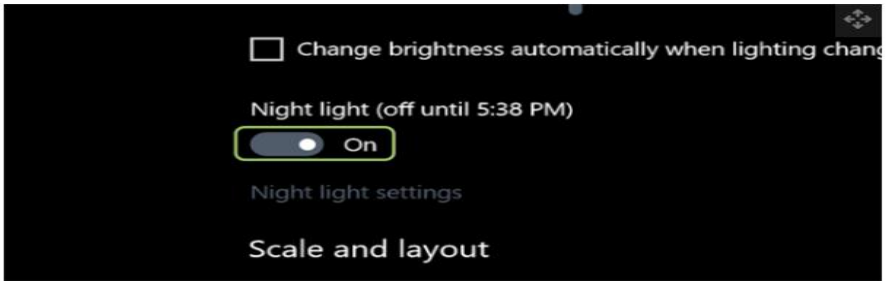 Change brightness automatically when lighting chang
Night light (off until 5:38 PM)
On
Night light settings
Scale and layout